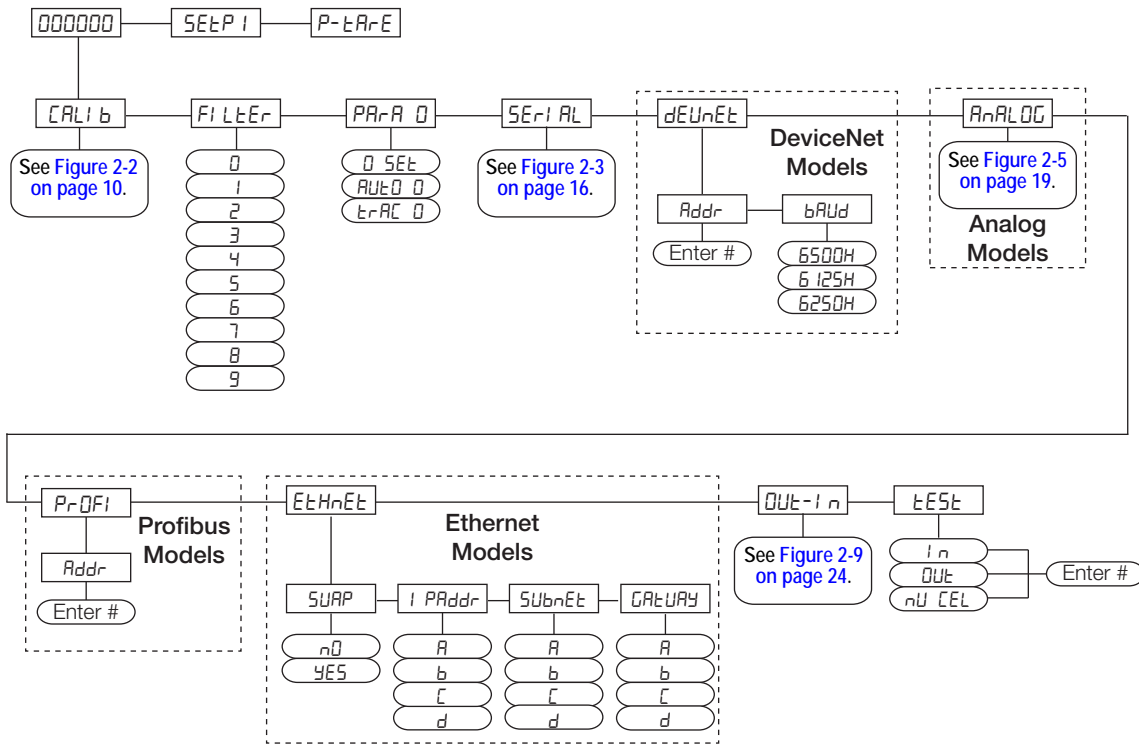 000000
SEtP1
P-tArE
CALIb
FILtEr
PArA 0
SErIAL
dEUnEt
AnALOG
See Figure 2-2
on page 10.
0
1
2
3
4
5
6
7
8
9
0 SEt
AUtO 0
trAC 0
See Figure 2-3
on page 16.
DeviceNet
Models
Addr
Enter #
bAUd
6500H
6125H
6250H
See Figure 2-5
on page 19.
Analog
Models
PrOFI
Profibus
Models
Addr
Enter #
EtHnEt
Ethernet
Models
SUAP
nO
YES
IPAddr
A
b
C
d
SUbnEt
A
b
C
d
GAtUAY
A
b
C
d
OUt-In
See Figure 2-9
on page 24.
tESt
In
OUt
nU CEL
Enter #